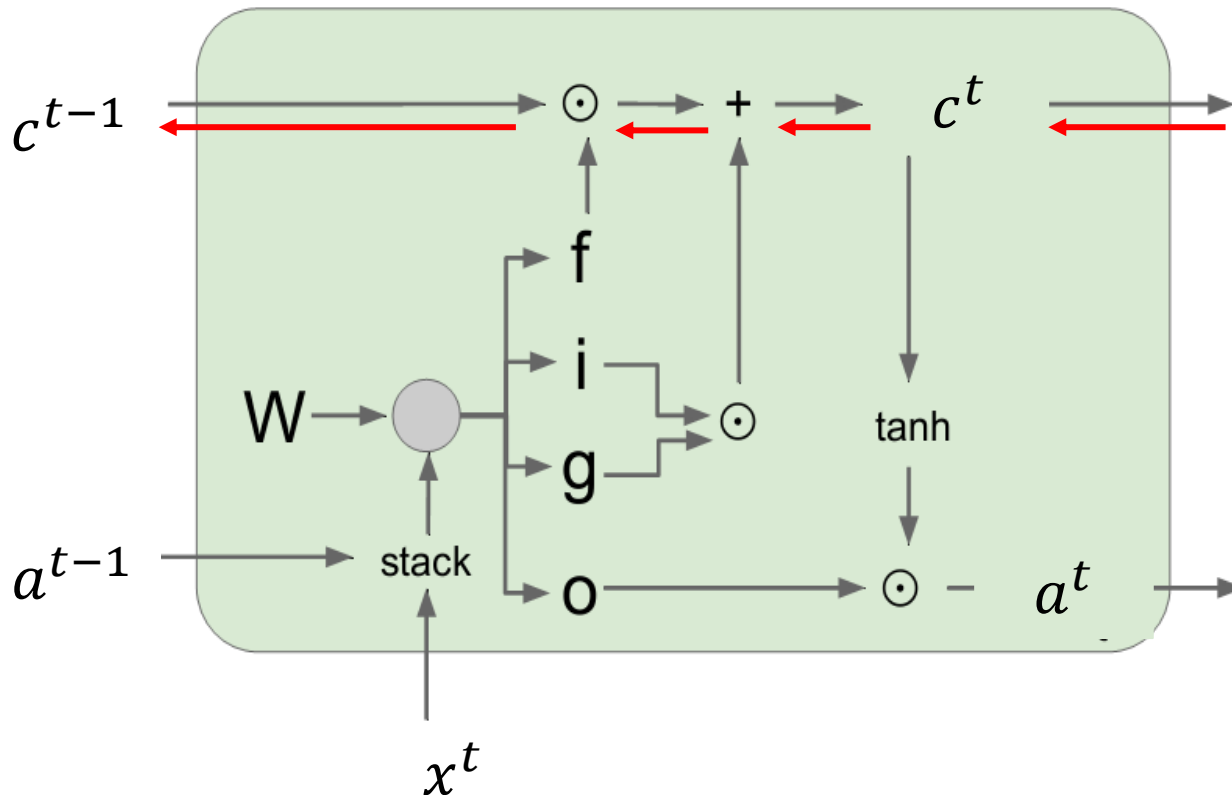 c^{t-1} ⊙ + c^t
f
i
W ⊙ tanh
g
a^{t-1} stack
o ⊙ a^t
x^t